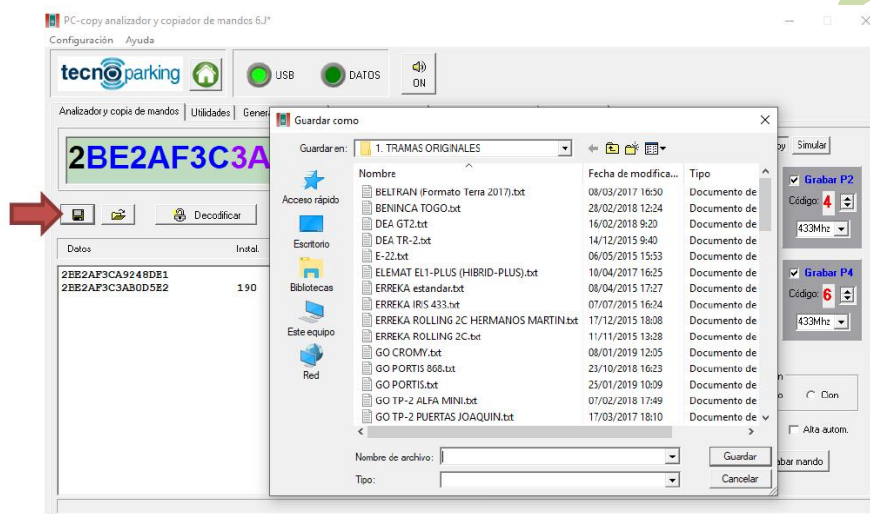 PC-copy analizador y copiador de mandos 6.J*
Configuración Ayuda
tecnoparking USB DATOS ON
Analizador y copia de mandos Utilidades
Guardar como
Guardar en: 1. TRAMAS ORIGINALES
Simular
2BE2AF3C3A
Nombre Fecha de modifica... Tipo
Acceso rápido
Escritorio
Bibliotecas
Este equipo
Red
BELTRAN (Formato Terra 2017).txt 08/03/2017 16:50 Documento de
BENINCA TOGO.txt 28/02/2018 12:24 Documento de
DEA GT2.txt 16/02/2018 9:20 Documento de
DEA TR-2.txt 14/12/2015 9:40 Documento de
E-22.txt 06/05/2015 15:53 Documento de
ELEMAT EL1-PLUS (HIBRID-PLUS).txt 10/04/2017 16:25 Documento de
ERREKA estandar.txt 08/04/2015 17:27 Documento de
ERREKA IRIS 433.txt 07/07/2015 16:24 Documento de
ERREKA ROLLING 2C HERMANOS MARTIN.txt 17/12/2015 18:08 Documento de
ERREKA ROLLING 2C.txt 11/11/2015 13:28 Documento de
GO CROMY.txt 08/01/2019 12:05 Documento de
GO PORTIS 868.txt 23/10/2018 16:23 Documento de
GO PORTIS.txt 25/01/2019 10:09 Documento de
GO TP-2 ALFA MINI.txt 07/02/2018 17:49 Documento de
GO TP-2 PUERTAS JOAQUIN.txt 17/03/2017 18:10 Documento de
Nombre de archivo: Guardar
Tipo: Cancelar
Decodificar
Datos Instal.
2BE2AF3CA9248DE1
2BE2AF3C3AB0D5E2 190
Grabar P2
Código: 4
433Mhz
Grabar P4
Código: 6
433Mhz
Con
Alta autom.
mando